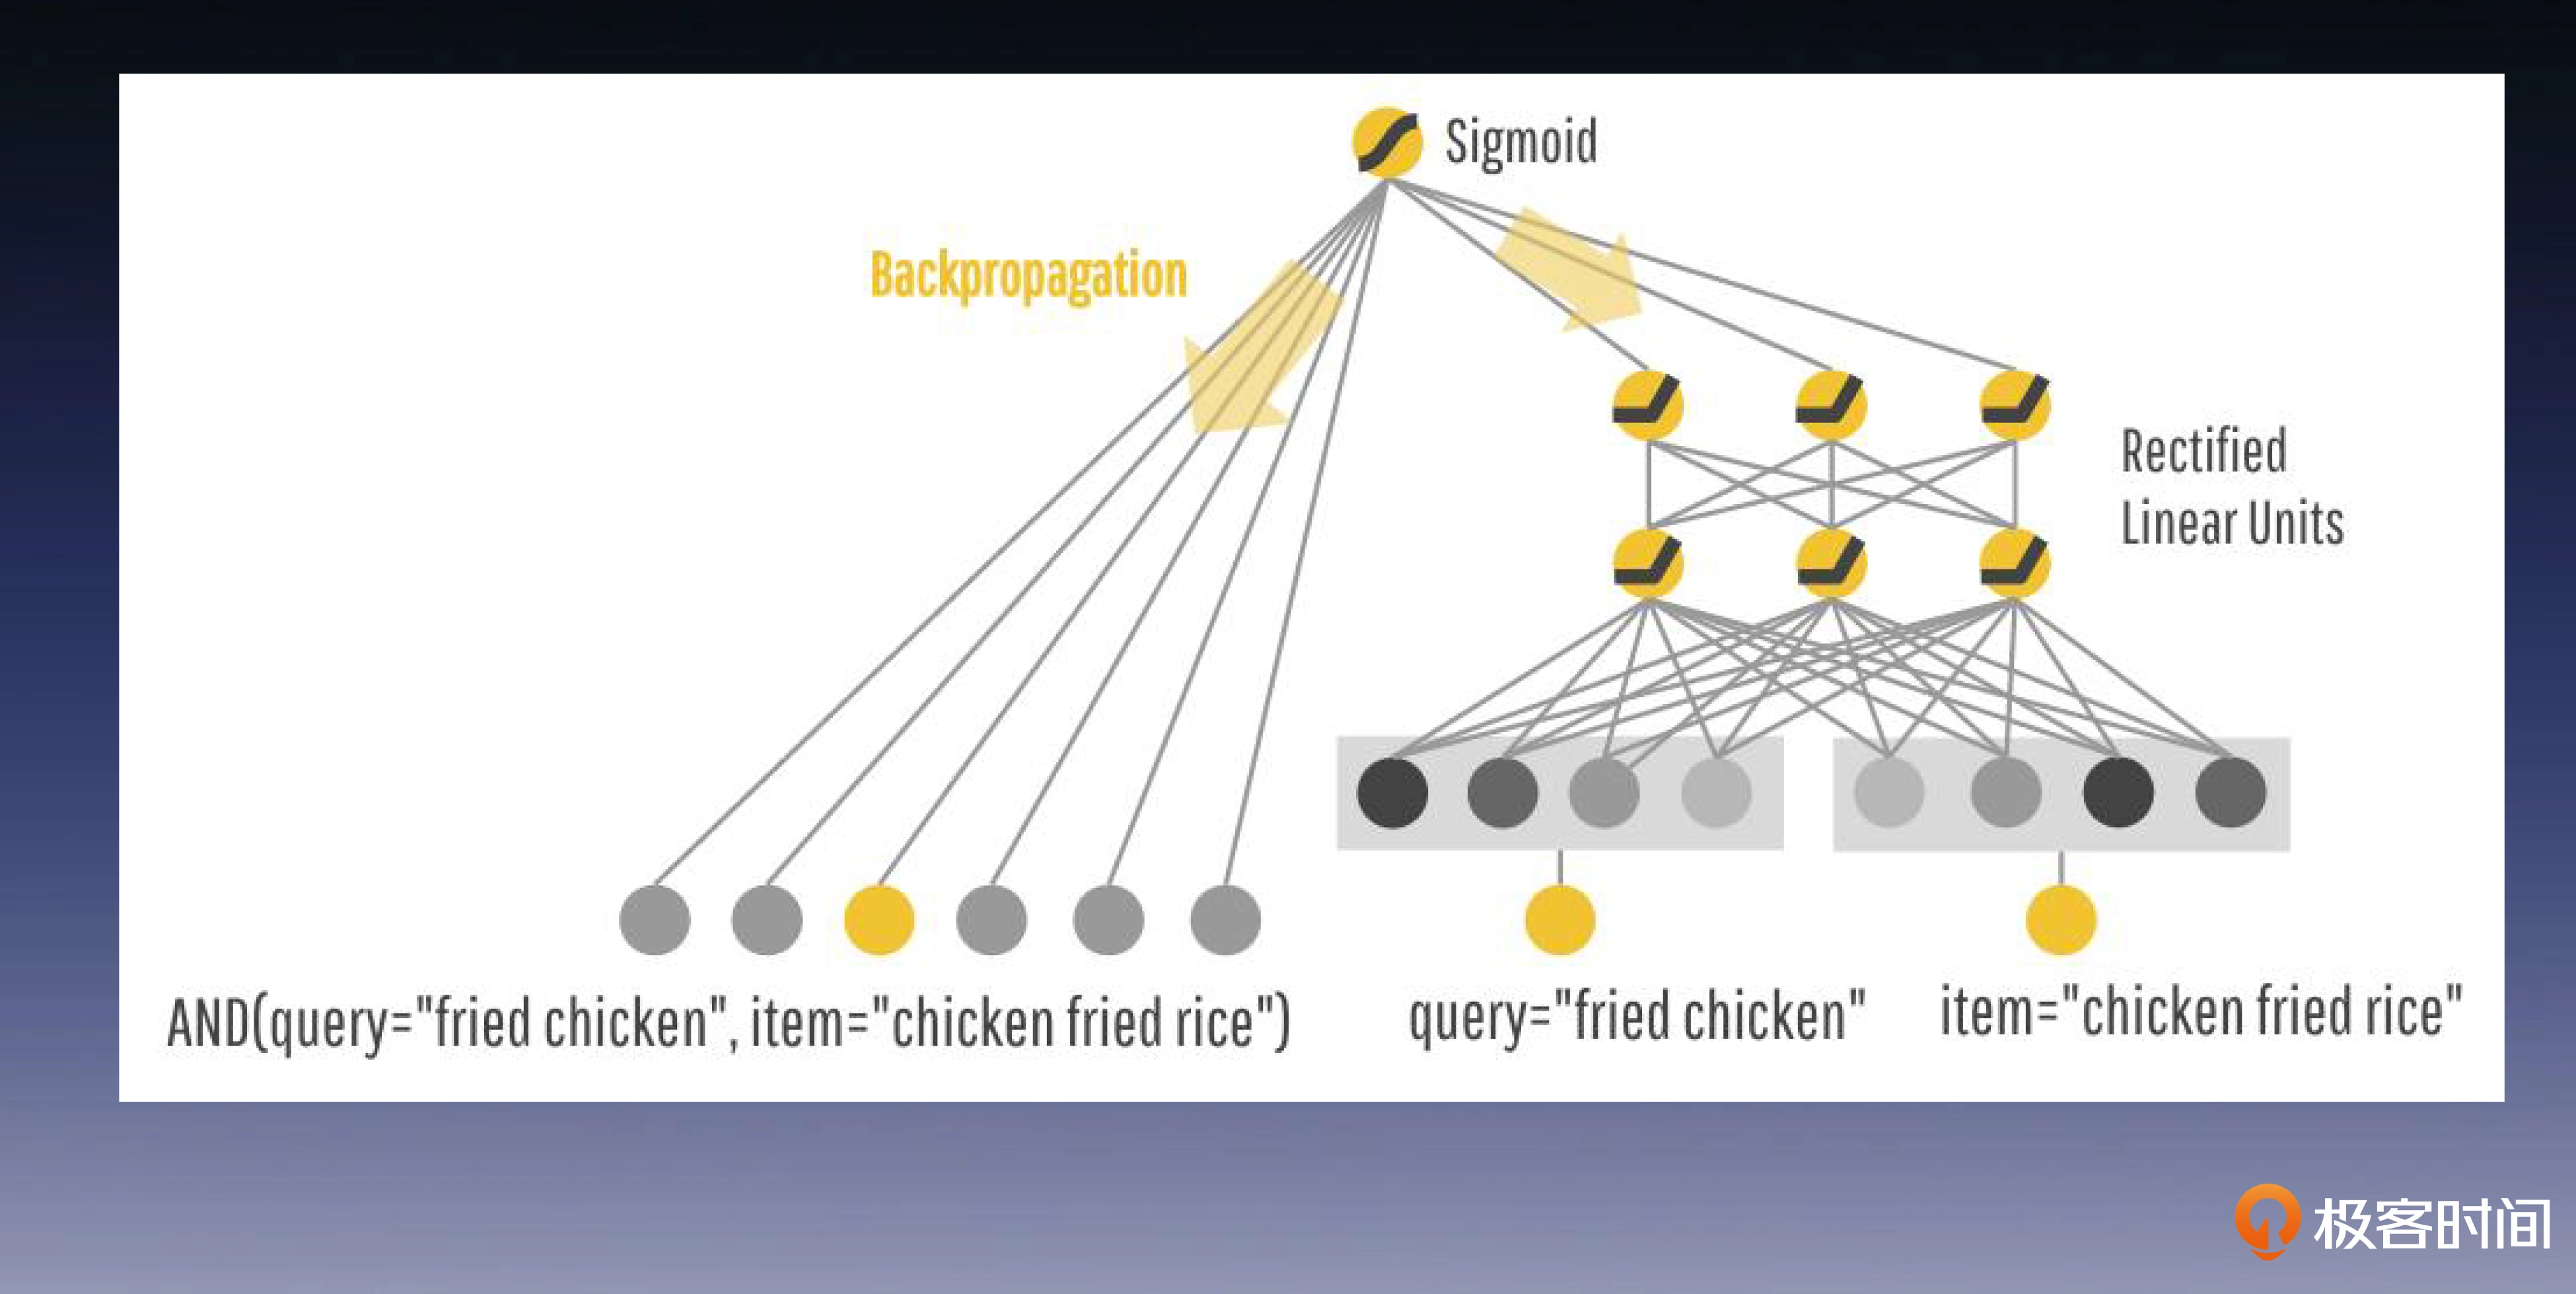 Sigmoid
Backpropagation
Rectified
Linear Units
AND(query="fried chicken", item="chicken fried rice")
query="fried chicken"
item="chicken fried rice"
极客时间